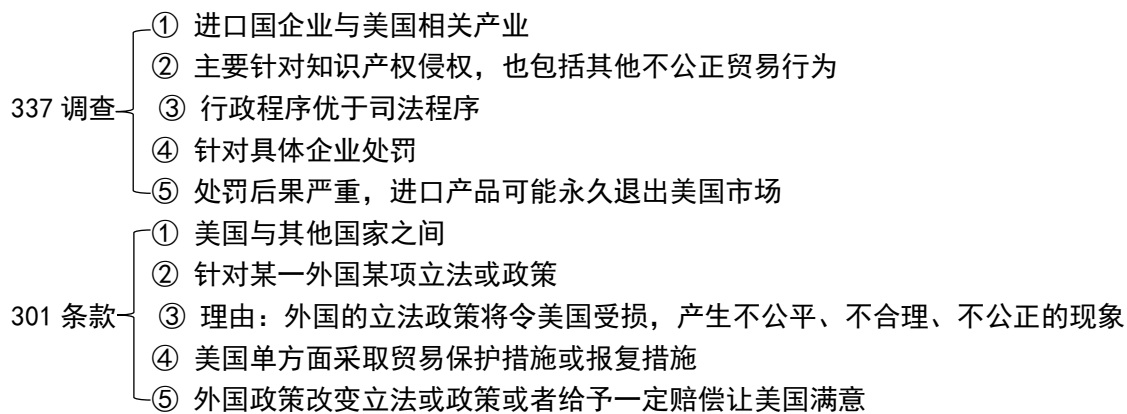 ① 进口国企业与美国相关产业
② 主要针对知识产权侵权，也包括其他不公正贸易行为
337 调查 ③ 行政程序优于司法程序
④ 针对具体企业处罚
⑤ 处罚后果严重，进口产品可能永久退出美国市场
① 美国与其他国家之间
② 针对某一外国某项立法或政策
301 条款 ③ 理由：外国的立法政策将令美国受损，产生不公平、不合理、不公正的现象
④ 美国单方面采取贸易保护措施或报复措施
⑤ 外国政策改变立法或政策或者给予一定赔偿让美国满意